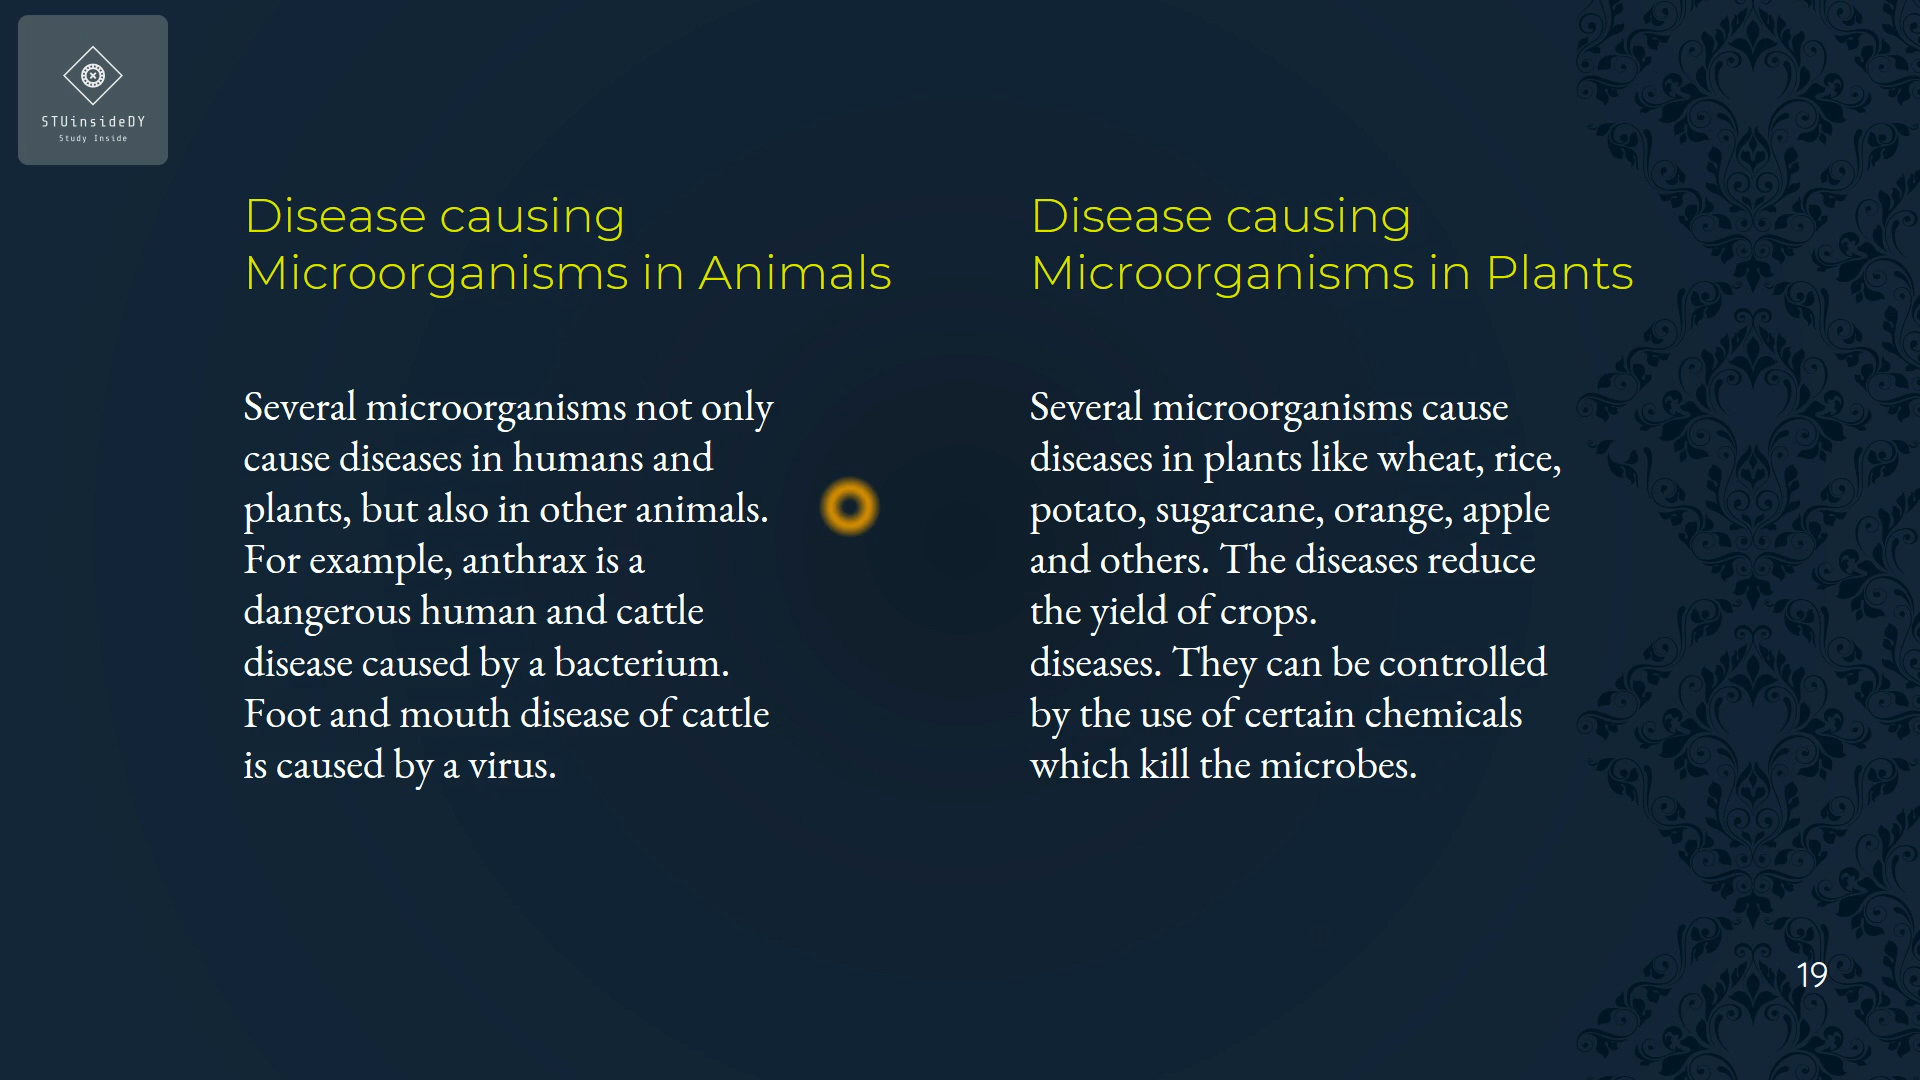 STUinsideDY
Study Inside
Disease causing
Microorganisms in Animals
Several microorganisms not only
cause diseases in humans and
plants, but also in other animals.
For example, anthrax is a
dangerous human and cattle
disease caused by a bacterium.
Foot and mouth disease of cattle
is caused by a virus.
Disease causing
Microorganisms in Plants
Several microorganisms cause
diseases in plants like wheat, rice,
potato, sugarcane, orange, apple
and others. The diseases reduce
the yield of crops.
diseases. They can be controlled
by the use of certain chemicals
which kill the microbes.
19